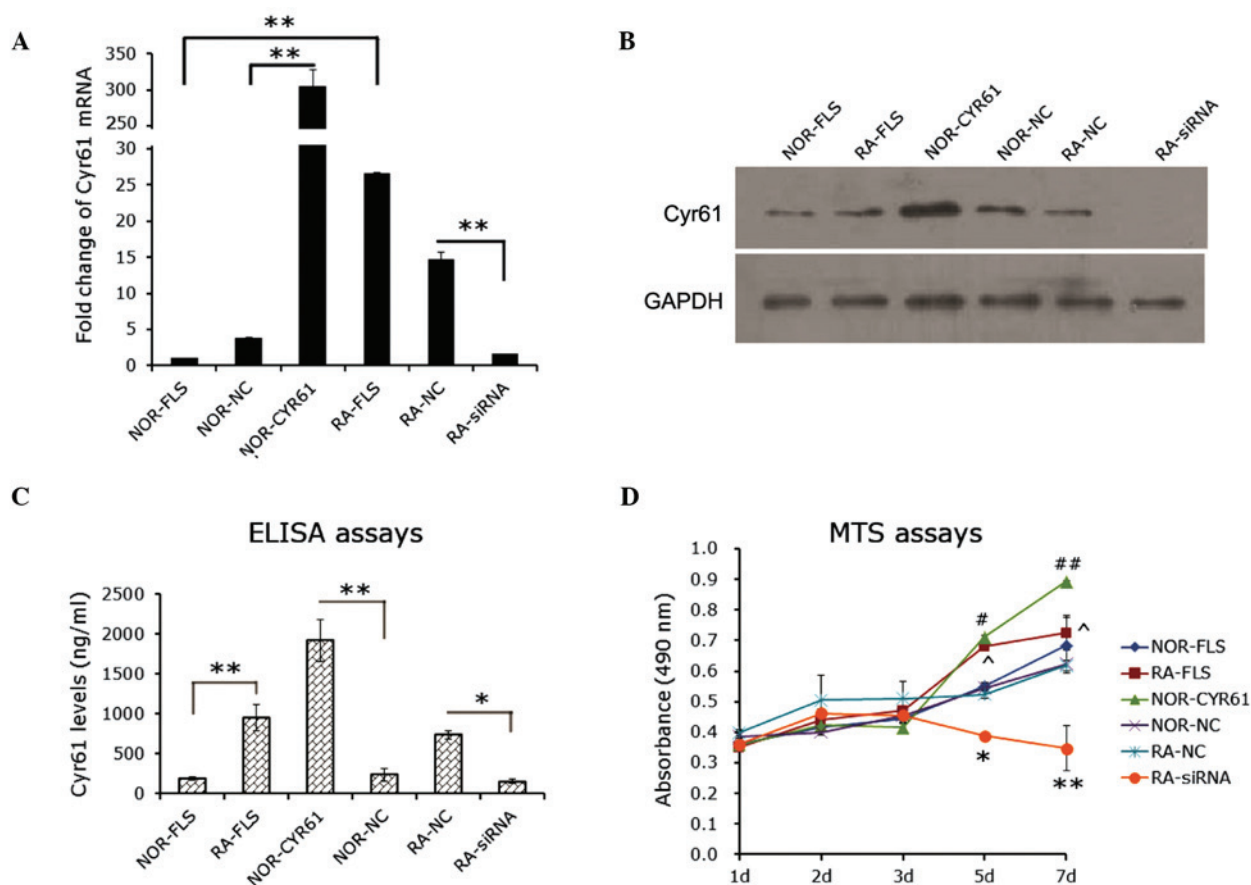 A
Fold change of Cyr61 mRNA
350
300
250
200
150
100
50
30
25
20
15
10
5
0
**
**
**
NOR-FLS
NOR-NC
NOR-CYR61
RA-FLS
RA-NC
RA-siRNA
B
NOR-FLS
RA-FLS
NOR-CYR61
NOR-NC
RA-NC
RA-siRNA
Cyr61
GAPDH
C
ELISA assays
Cyr61 levels (ng/ml)
2500
2000
1500
1000
500
0
**
**
*
NOR-FLS
RA-FLS
NOR-CYR61
NOR-NC
RA-NC
RA-siRNA
D
MTS assays
Absorbance (490 nm)
1.0
0.9
0.8
0.7
0.6
0.5
0.4
0.3
0.2
0.1
0.0
1d
2d
3d
5d
7d
#
##
^
^
*
**
NOR-FLS
RA-FLS
NOR-CYR61
NOR-NC
RA-NC
RA-siRNA